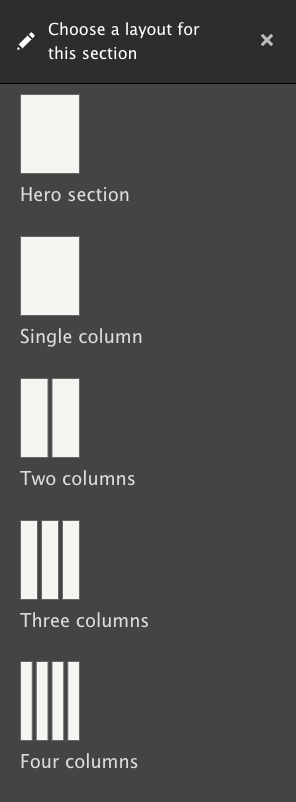 Choose a layout for
this section
Hero section
Single column
Two columns
Three columns
Four columns